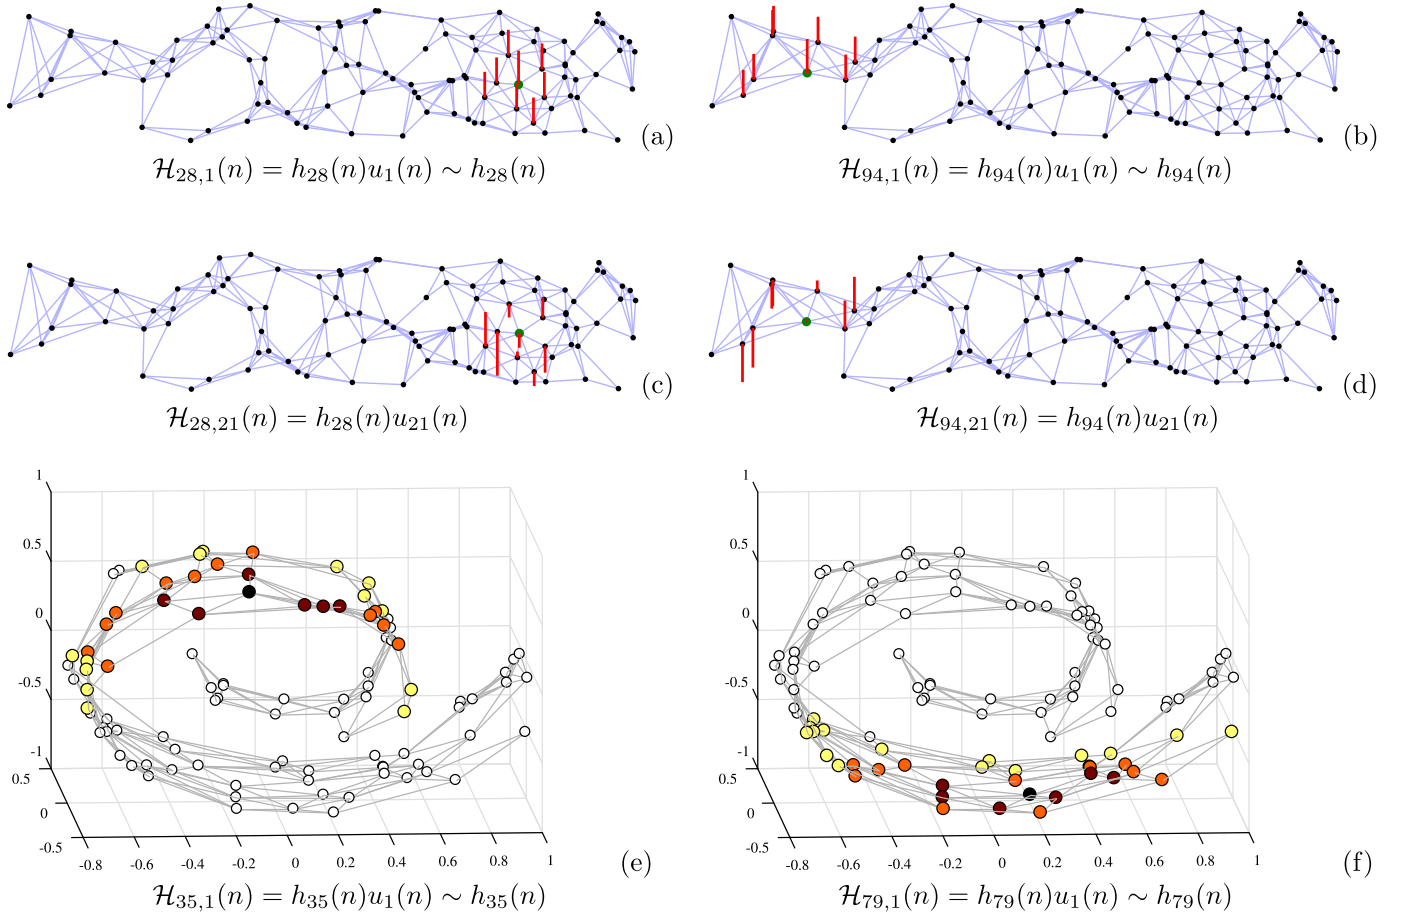 (a)
(b)
ℋ₂₈,₁(n) = h₂₈(n)u₁(n) ∼ h₂₈(n)
ℋ₉₄,₁(n) = h₉₄(n)u₁(n) ∼ h₉₄(n)
(c)
(d)
ℋ₂₈,₂₁(n) = h₂₈(n)u₂₁(n)
ℋ₉₄,₂₁(n) = h₉₄(n)u₂₁(n)
1
0.5
0
-0.5
-1
0.5
0
-0.5
-0.8 -0.6 -0.4 -0.2 0 0.2 0.4 0.6 0.8 1
(e)
1
0.5
0
-0.5
-1
0.5
0
-0.5
-0.8 -0.6 -0.4 -0.2 0 0.2 0.4 0.6 0.8 1
(f)
ℋ₃₅,₁(n) = h₃₅(n)u₁(n) ∼ h₃₅(n)
ℋ₇₉,₁(n) = h₇₉(n)u₁(n) ∼ h₇₉(n)